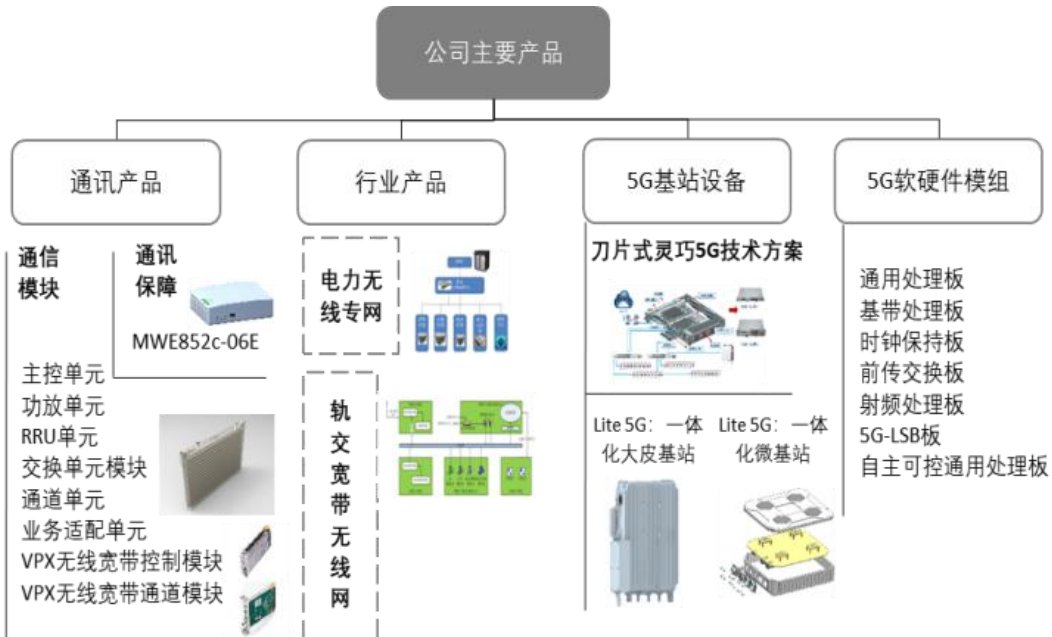 公司主要产品
通讯产品
行业产品
5G基站设备
5G软硬件模组
通信
模块
通讯
保障
MWE852c-06E
主控单元
功放单元
RRU单元
交换单元模块
通道单元
业务适配单元
VPX无线宽带控制模块
VPX无线宽带通道模块
电力无
线专网
轨
交
宽
带
无
线
网
刀片式灵巧5G技术方案
Lite 5G：一体
化大皮基站
Lite 5G：一体
化微基站
通用处理板
基带处理板
时钟保持板
前传交换板
射频处理板
5G-LSB板
自主可控通用处理板